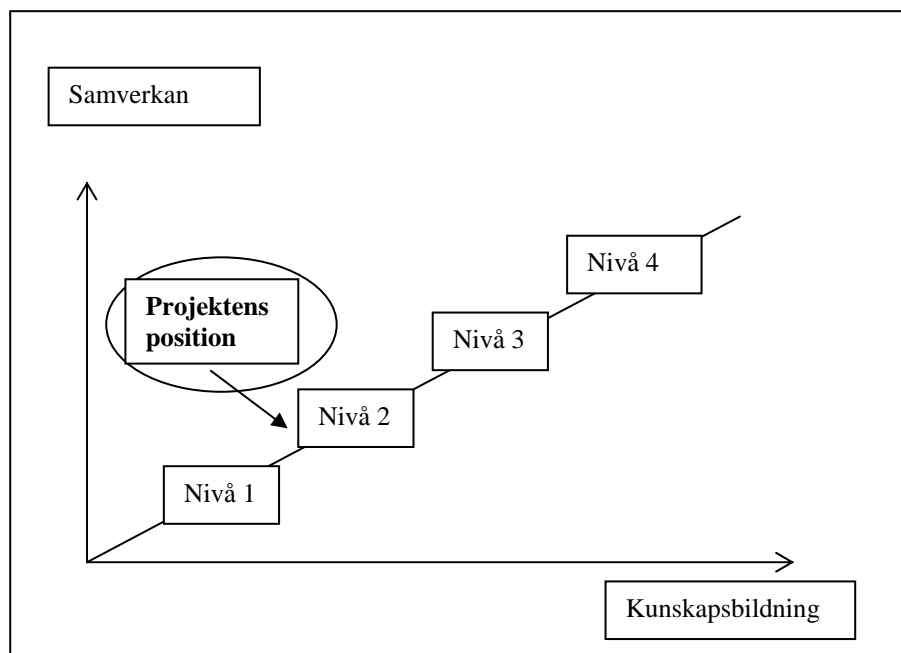 Samverkan
Nivå 4
Projektens
position
Nivå 3
Nivå 2
Nivå 1
Kunskapsbildning